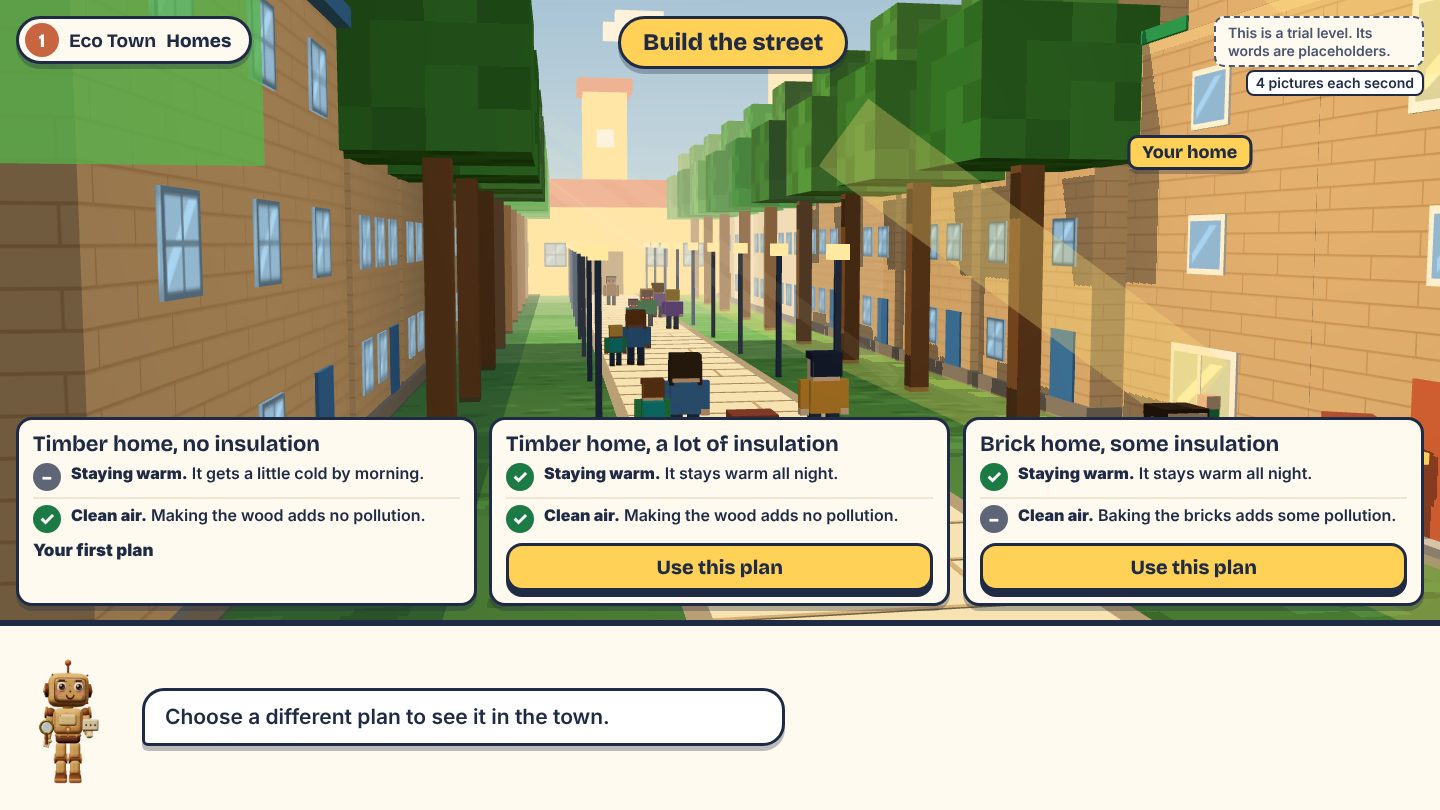 1 Eco Town Homes
Build the street
This is a trial level. Its
words are placeholders.
4 pictures each second
Your home
Timber home, no insulation
Staying warm. It gets a little cold by morning.
Clean air. Making the wood adds no pollution.
Your first plan
Timber home, a lot of insulation
Staying warm. It stays warm all night.
Clean air. Making the wood adds no pollution.
Use this plan
Brick home, some insulation
Staying warm. It stays warm all night.
Clean air. Baking the bricks adds some pollution.
Use this plan
Choose a different plan to see it in the town.